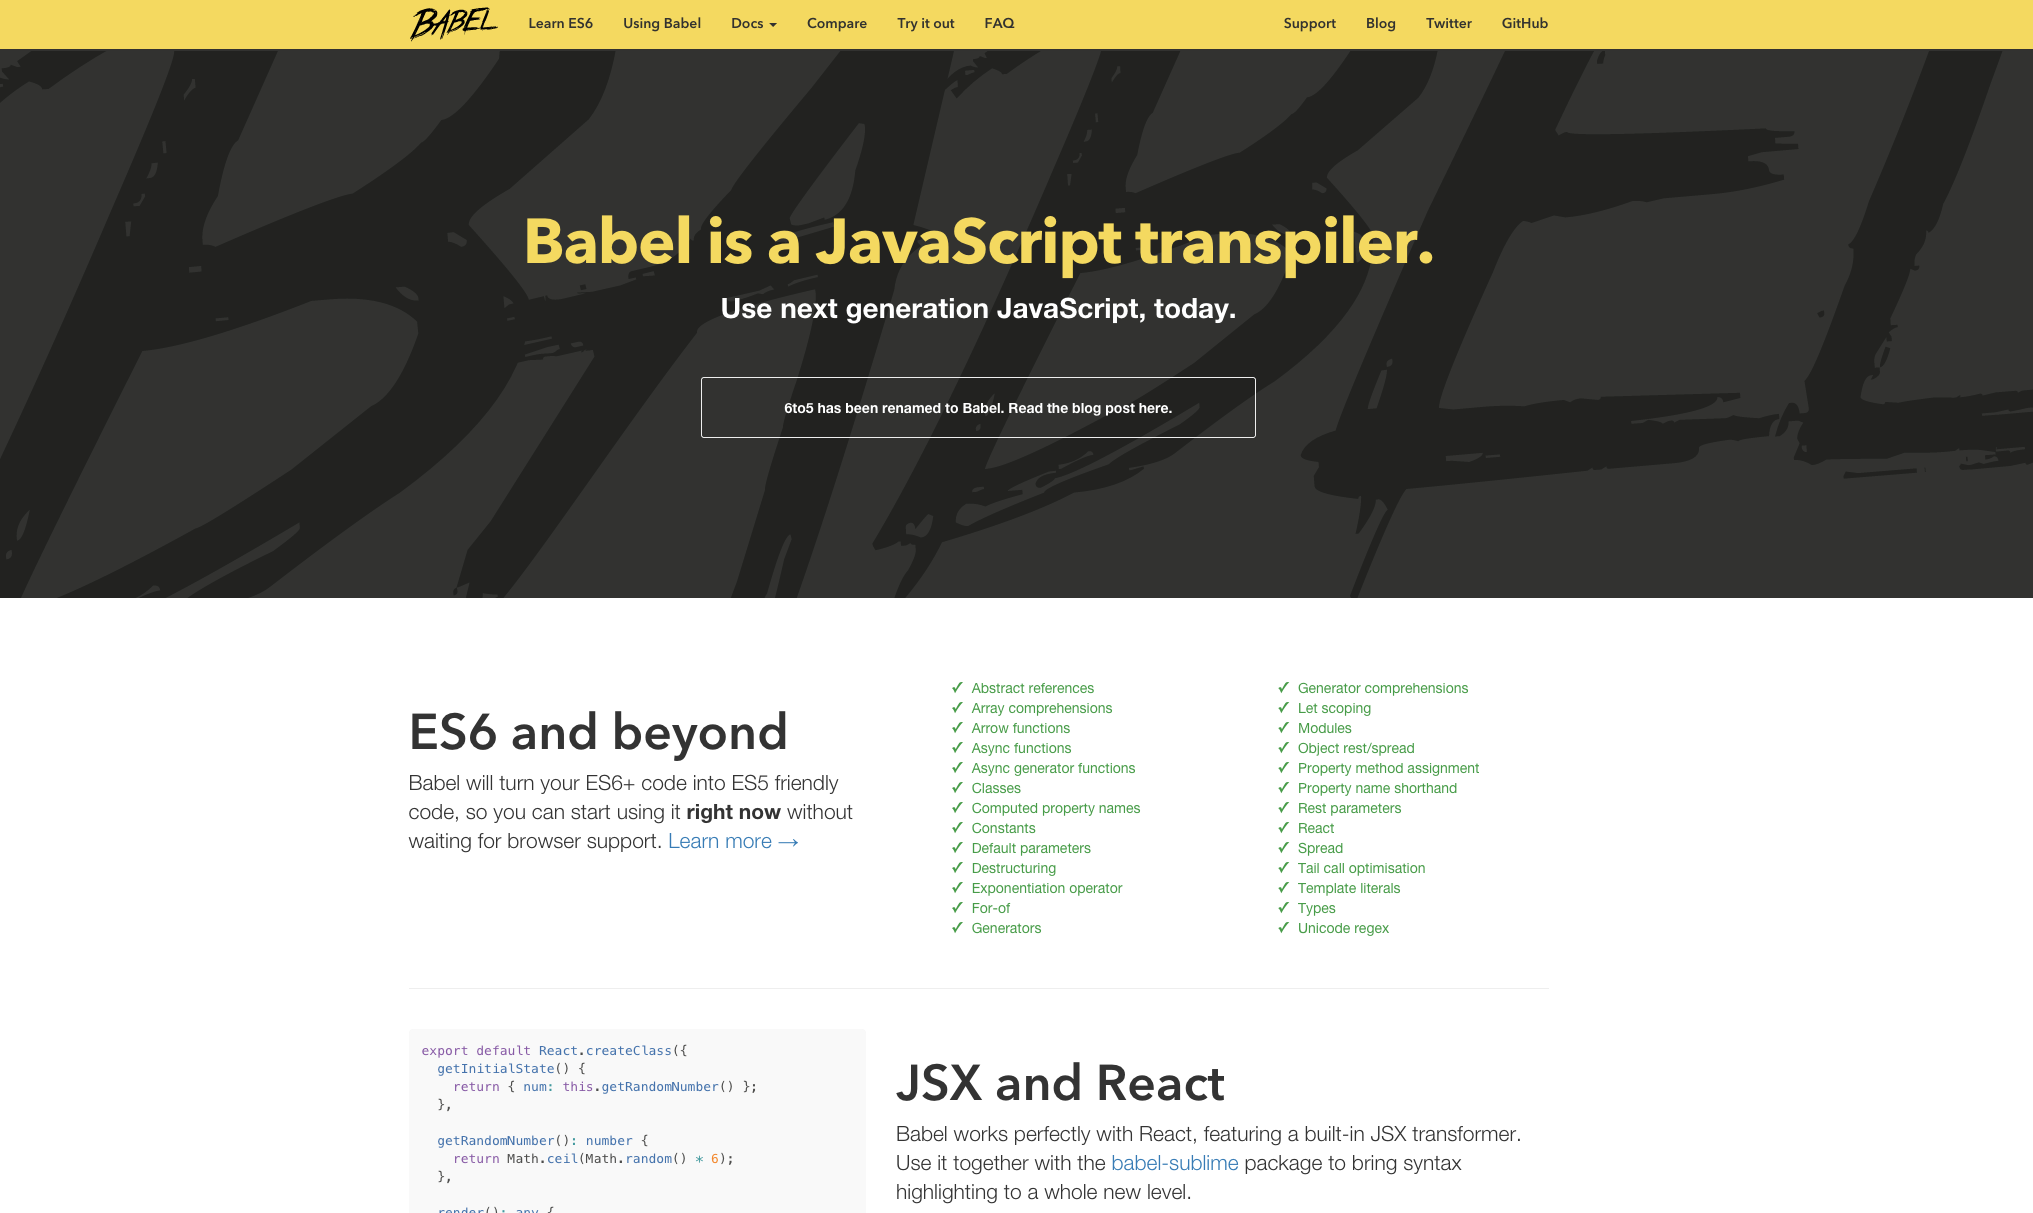 BABEL
Learn ES6 Using Babel Docs Compare Try it out FAQ Support Blog Twitter GitHub
BABEL
Babel is a JavaScript transpiler.
Use next generation JavaScript, today.
6to5 has been renamed to Babel. Read the blog post here.
ES6 and beyond
Babel will turn your ES6+ code into ES5 friendly
code, so you can start using it right now without
waiting for browser support. Learn more →
✓ Abstract references
✓ Array comprehensions
✓ Arrow functions
✓ Async functions
✓ Async generator functions
✓ Classes
✓ Computed property names
✓ Constants
✓ Default parameters
✓ Destructuring
✓ Exponentiation operator
✓ For-of
✓ Generators
✓ Generator comprehensions
✓ Let scoping
✓ Modules
✓ Object rest/spread
✓ Property method assignment
✓ Property name shorthand
✓ Rest parameters
✓ React
✓ Spread
✓ Tail call optimisation
✓ Template literals
✓ Types
✓ Unicode regex
export default React.createClass({
  getInitialState() {
    return { num: this.getRandomNumber() };
  },
  getRandomNumber(): number {
    return Math.ceil(Math.random() * 6);
  },
  render(): any {
JSX and React
Babel works perfectly with React, featuring a built-in JSX transformer.
Use it together with the babel-sublime package to bring syntax
highlighting to a whole new level.